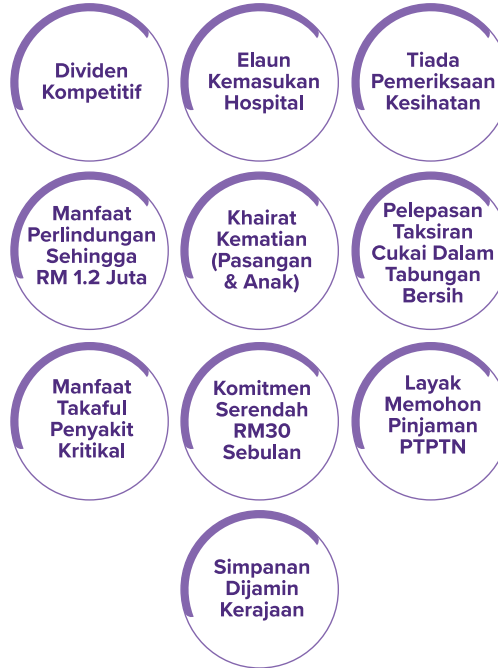 Dividen
Kompetitif
Elaun
Kemasukan
Hospital
Tiada
Pemeriksaan
Kesihatan
Manfaat
Perlindungan
Sehingga
RM 1.2 Juta
Khairat
Kematian
(Pasangan
& Anak)
Pelepasan
Taksiran
Cukai Dalam
Tabungan
Bersih
Manfaat
Takaful
Penyakit
Kritikal
Komitmen
Serendah
RM30
Sebulan
Layak
Memohon
Pinjaman
PTPTN
Simpanan
Dijamin
Kerajaan